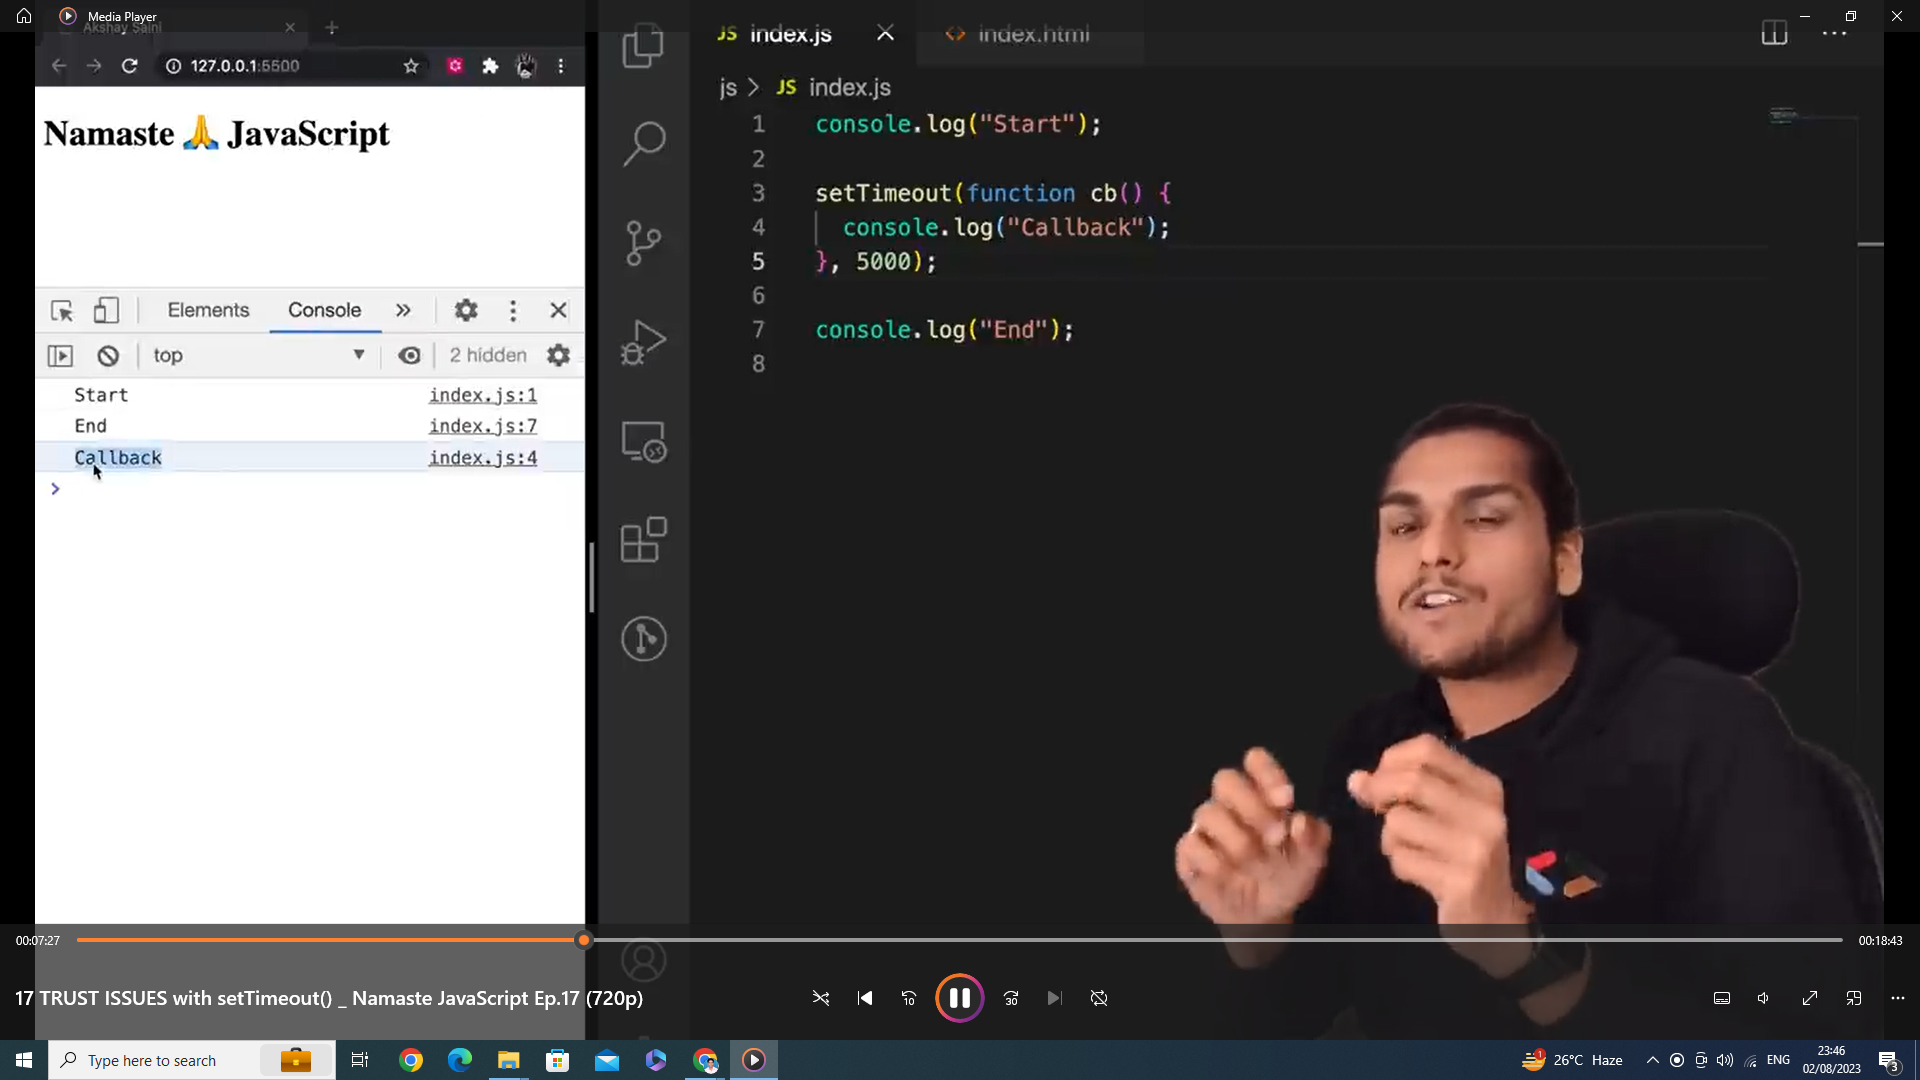 Media Player
Akshay Saini
127.0.0.1:5500
Namaste 🙏 JavaScript
Elements
Console
top
2 hidden
Start index.js:1
End index.js:7
Callback index.js:4
JS index.js
index.html
js > JS index.js
1 console.log("Start");
2
3 setTimeout(function cb() {
4 console.log("Callback");
5 }, 5000);
6
7 console.log("End");
8
00:07:27
00:18:43
17 TRUST ISSUES with setTimeout() _ Namaste JavaScript Ep.17 (720p)
10
30
Type here to search
1
26°C Haze
ENG
23:46
02/08/2023
3